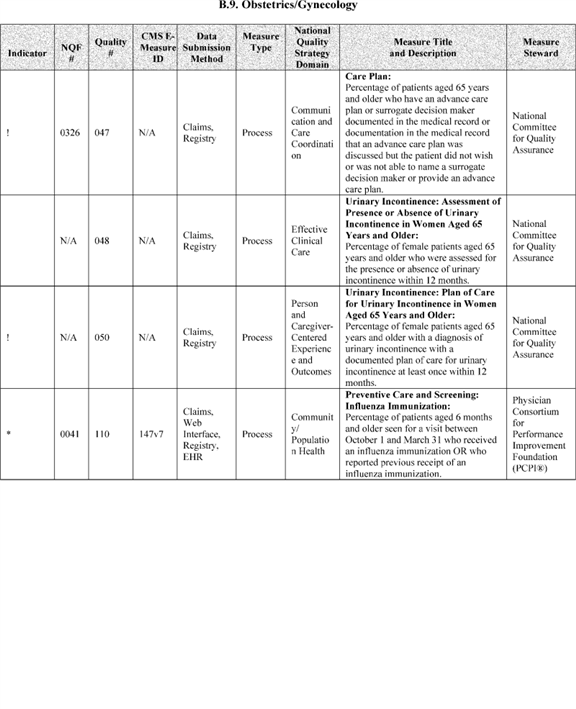 B.9. Obstetrics/Gynecology
Indicator
NQF
#
Quality
#
CMS E-
Measure
ID
Data
Submission
Method
Measure
Type
National
Quality
Strategy
Domain
Measure Title
and Description
Measure
Steward
!
0326
047
N/A
Claims,
Registry
Process
Communi
cation and
Care
Coordinati
on
Care Plan:
Percentage of patients aged 65 years
and older who have an advance care
plan or surrogate decision maker
documented in the medical record or
documentation in the medical record
that an advance care plan was
discussed but the patient did not wish
or was not able to name a surrogate
decision maker or provide an advance
care plan.
National
Committee
for Quality
Assurance
N/A
048
N/A
Claims,
Registry
Process
Effective
Clinical
Care
Urinary Incontinence: Assessment of
Presence or Absence of Urinary
Incontinence in Women Aged 65
Years and Older:
Percentage of female patients aged 65
years and older who were assessed for
the presence or absence of urinary
incontinence within 12 months.
National
Committee
for Quality
Assurance
!
N/A
050
N/A
Claims,
Registry
Process
Person
and
Caregiver-
Centered
Experienc
e and
Outcomes
Urinary Incontinence: Plan of Care
for Urinary Incontinence in Women
Aged 65 Years and Older:
Percentage of female patients aged 65
years and older with a diagnosis of
urinary incontinence with a
documented plan of care for urinary
incontinence at least once within 12
months.
National
Committee
for Quality
Assurance
*
0041
110
147v7
Claims,
Web
Interface,
Registry,
EHR
Process
Communit
y/
Populatio
n Health
Preventive Care and Screening:
Influenza Immunization:
Percentage of patients aged 6 months
and older seen for a visit between
October 1 and March 31 who received
an influenza immunization OR who
reported previous receipt of an
influenza immunization.
Physician
Consortium
for
Performance
Improvement
Foundation
(PCPI®)